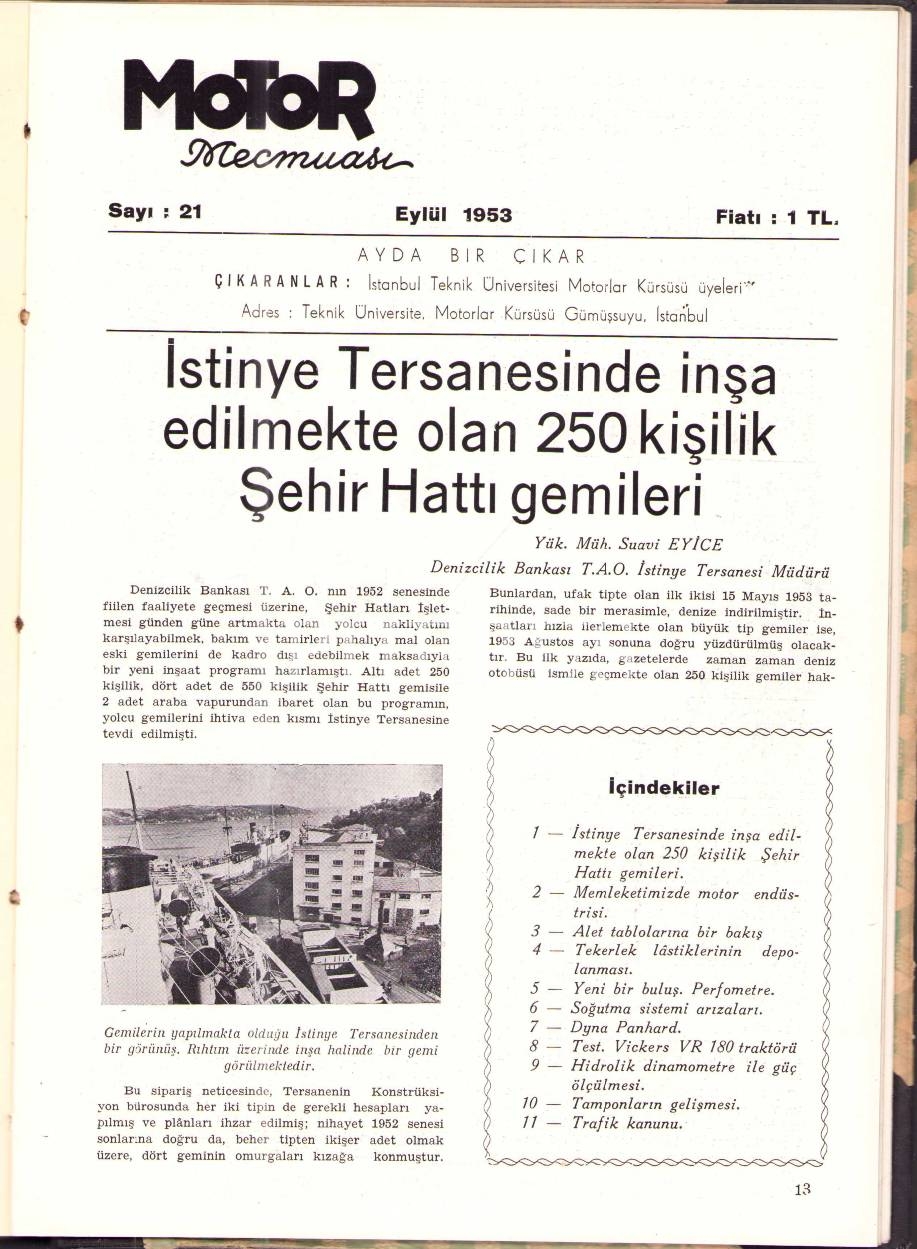 MoToR
Mecmuası
Sayı : 21 Eylül 1953 Fiatı : 1 TL.
AYDA BİR ÇIKAR
ÇIKARANLAR : İstanbul Teknik Üniversitesi Motorlar Kürsüsü üyeleri
Adres : Teknik Üniversite, Motorlar Kürsüsü Gümüşsuyu, İstanbul
İstinye Tersanesinde inşa
edilmekte olan 250 kişilik
Şehir Hattı gemileri
Yük. Müh. Suavi EYİCE
Denizcilik Bankası T.A.O. İstinye Tersanesi Müdürü
Denizcilik Bankası T. A. O. nın 1952 senesinde
fiilen faaliyete geçmesi üzerine, Şehir Hatları İşlet-
mesi günden güne artmakta olan yolcu nakliyatını
karşılayabilmek, bakım ve tamirleri pahalıya mal olan
eski gemilerini de kadro dışı edebilmek maksadıyla
bir yeni inşaat programı hazırlamıştı. Altı adet 250
kişilik, dört adet de 550 kişilik Şehir Hattı gemisile
2 adet araba vapurundan ibaret olan bu programın,
yolcu gemilerini ihtiva eden kısmı İstinye Tersanesine
tevdi edilmişti.
Gemilerin yapılmakta olduğu İstinye Tersanesinden
bir görünüş. Rıhtım üzerinde inşa halinde bir gemi
görülmektedir.
Bu sipariş neticesinde, Tersanenin Konstrüksi-
yon bürosunda her iki tipin de gerekli hesapları ya-
pılmış ve plânları ihzar edilmiş; nihayet 1952 senesi
sonlarına doğru da, beher tipten ikişer adet olmak
üzere, dört geminin omurgaları kızağa konmuştur.
Bunlardan, ufak tipte olan ilk ikisi 15 Mayıs 1953 ta-
rihinde, sade bir merasimle, denize indirilmiştir. İn-
şaatları hızla ilerlemekte olan büyük tip gemiler ise,
1953 Ağustos ayı sonuna doğru yüzdürülmüş olacak-
tır. Bu ilk yazıda, gazetelerde zaman zaman deniz
otobüsü ismile geçmekte olan 250 kişilik gemiler hak-
İçindekiler
1 — İstinye Tersanesinde inşa edil-
mekte olan 250 kişilik Şehir
Hattı gemileri.
2 — Memleketimizde motor endüs-
trisi.
3 — Alet tablolarına bir bakış
4 — Tekerlek lâstiklerinin depo-
lanması.
5 — Yeni bir buluş. Perfometre.
6 — Soğutma sistemi arızaları.
7 — Dyna Panhard.
8 — Test. Vickers VR 180 traktörü
9 — Hidrolik dinamometre ile güç
ölçülmesi.
10 — Tamponların gelişmesi.
11 — Trafik kanunu.
13